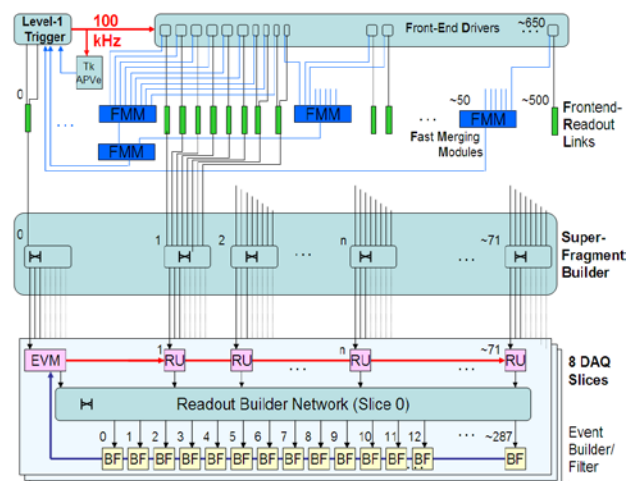 Level-1
Trigger
100
kHz
Front-End Drivers
~650
Tk
APVe
0
...
FMM
FMM
FMM
...
~50
FMM
~500
Fast Merging
Modules
Frontend-
Readout
Links
0
1
2
...
n
...
~71
Super-
Fragment
Builder
EVM
1
RU
RU
...
n
RU
...
~71
RU
8 DAQ
Slices
Readout Builder Network (Slice 0)
0 1 2 3 4 5 6 7 8 9 10 11 12 ... ~287
BF BF BF BF BF BF BF BF BF BF BF BF BF ... BF
Event
Builder/
Filter